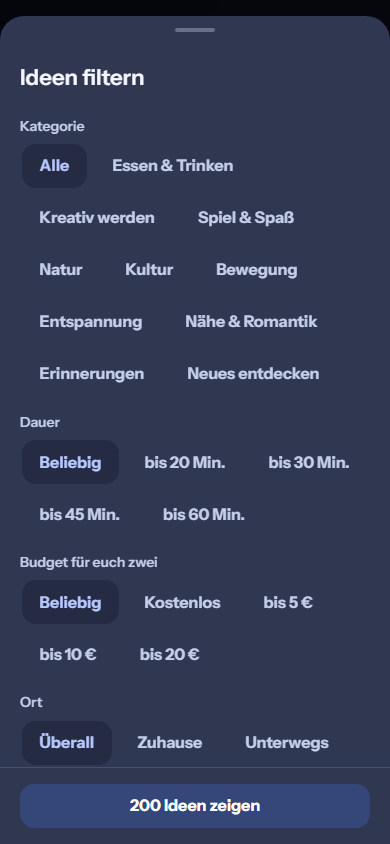 Ideen filtern
Kategorie
Alle Essen & Trinken
Kreativ werden Spiel & Spaß
Natur Kultur Bewegung
Entspannung Nähe & Romantik
Erinnerungen Neues entdecken
Dauer
Beliebig bis 20 Min. bis 30 Min.
bis 45 Min. bis 60 Min.
Budget für euch zwei
Beliebig Kostenlos bis 5 €
bis 10 € bis 20 €
Ort
Überall Zuhause Unterwegs
200 Ideen zeigen